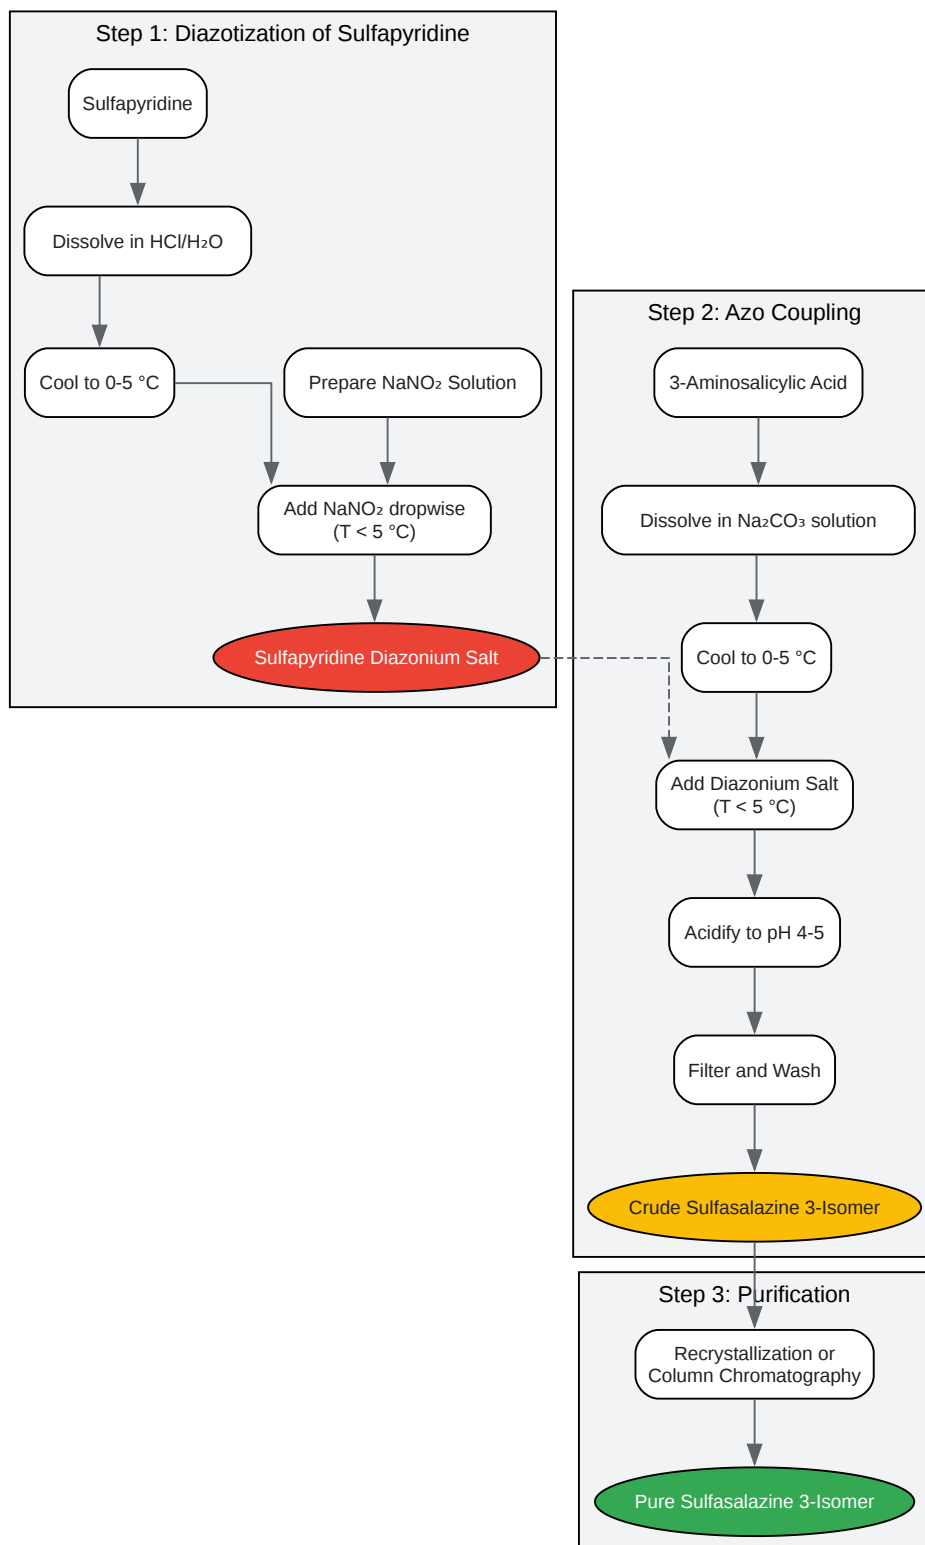 Step 1: Diazotization of Sulfapyridine
Sulfapyridine
Dissolve in HCl/H₂O
Cool to 0-5 °C
Prepare NaNO₂ Solution
Add NaNO₂ dropwise
(T < 5 °C)
Sulfapyridine Diazonium Salt
Step 2: Azo Coupling
3-Aminosalicylic Acid
Dissolve in Na₂CO₃ solution
Cool to 0-5 °C
Add Diazonium Salt
(T < 5 °C)
Acidify to pH 4-5
Filter and Wash
Crude Sulfasalazine 3-Isomer
Step 3: Purification
Recrystallization or
Column Chromatography
Pure Sulfasalazine 3-Isomer